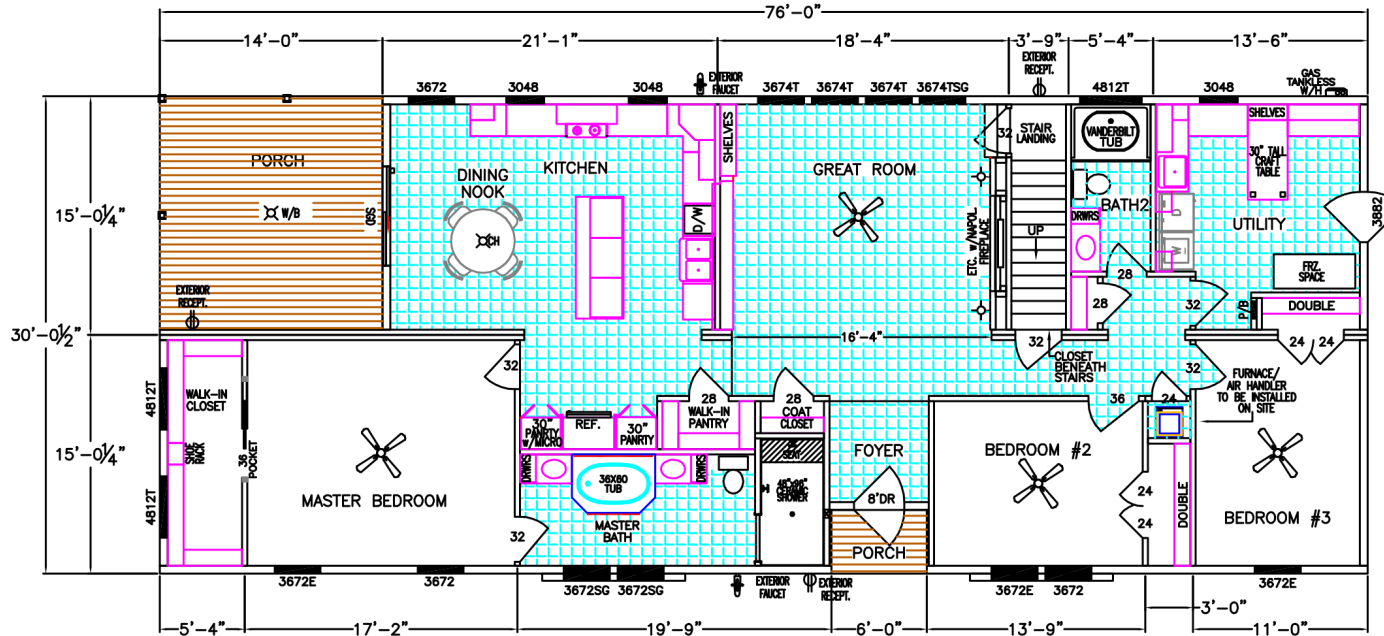 76'-0"
14'-0"
21'-1"
18'-4"
3'-9"
5'-4"
13'-6"
EXTERIOR
RECEPT.
GAS
TANKLESS
W/H
EXTERIOR
FAUCET
3672
3048
3048
3674T
3674T
3674T
3674TSG
4812T
3048
SHELVES
STAIR
LANDING
32
VANDERBILT
TUB
SHELVES
30" TALL
CRAFT
TABLE
PORCH
KITCHEN
GREAT ROOM
DINING
NOOK
BATH2
W/B
SGD
CH
D/W
DRWRS
D
W
UTILITY
3882
15'-0¼"
ETC. W/NAPOL.
FIREPLACE
UP
FRZ.
SPACE
28
28
32
P/B
DOUBLE
EXTERIOR
RECEPT.
30'-0½"
16'-4"
32
24
24
CLOSET
BENEATH
STAIRS
32
32
FURNACE/
AIR HANDLER
TO BE INSTALLED
ON SITE
4812T
WALK-IN
CLOSET
28
28
36
24
30"
PANRTY
W/MICRO
REF.
30"
PANRTY
WALK-IN
PANTRY
COAT
CLOSET
15'-0¼"
SHOE
RACK
36
POCKET
FOYER
BEDROOM #2
SEAT
DRWRS
36X60
TUB
DRWRS
48"x96"
CERAMIC
SHOWER
4812T
MASTER BEDROOM
8'DR
24
24
DOUBLE
BEDROOM #3
32
MASTER
BATH
PORCH
3672E
3672
3672SG
3672SG
EXTERIOR
FAUCET
EXTERIOR
RECEPT.
3672E
3672
3672E
5'-4"
17'-2"
19'-9"
6'-0"
13'-9"
3'-0"
11'-0"